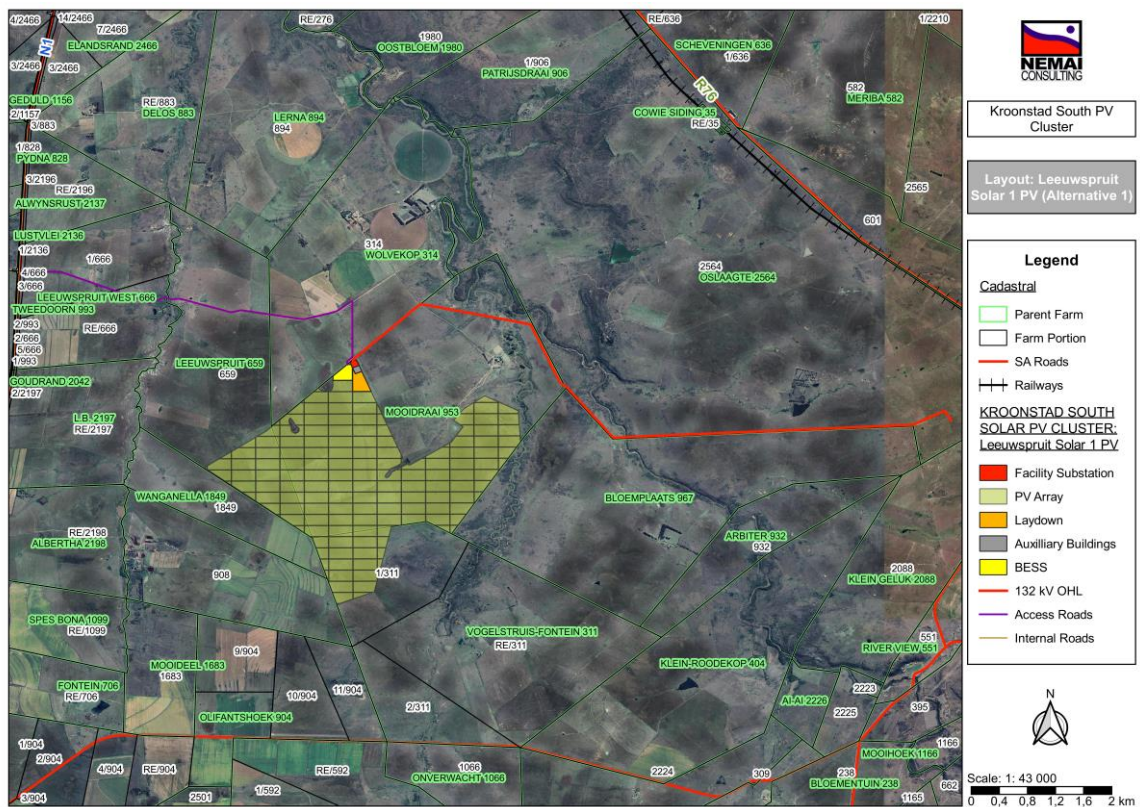 4/2466
14/2466
7/2466
ELANDSRAND 2466
N1
3/2466
3/2466
GEDULD 1156
2/1157
3/883
RE/883
DELOS 883
1/828
PYDNA 828
3/2196
RE/2196
ALWYNSRUST 2137
LUSTVLEI 2136
1/2136
1/666
4/666
3/666
LEEUWSPRUIT WEST 666
TWEEDOORN 993
2/993
RE/666
2/666
5/666
1/993
GOUDRAND 2042
2/2197
L.B. 2197
RE/2197
RE/276
1980
OOSTBLOEM 1980
LERNA 894
894
1/906
PATRIJSDRAAI 906
RE/636
SCHEVENINGEN 636
1/636
R76
COWIE SIDING 35
RE/35
1/2210
582
MERIBA 582
2565
601
314
WOLVEKOP 314
2564
OSLAAGTE 2564
LEEUWSPRUIT 659
659
MOOIDRAAI 953
WANGANELLA 1849
1849
RE/2198
ALBERTHA 2198
908
1/311
BLOEMPLAATS 967
ARBITER 932
932
2088
KLEIN GELUK 2088
SPES BONA 1099
RE/1099
9/904
MOOIDEEL 1683
1683
FONTEIN 706
RE/706
10/904
11/904
OLIFANTSHOEK 904
2/311
VOGELSTRUIS-FONTEIN 311
RE/311
KLEIN-ROODEKOP 404
551
RIVER VIEW 551
AI-AI 2226
2223
2225
395
1/904
2/904
4/904
RE/904
3/904
2501
1/592
RE/592
1066
ONVERWACHT 1066
2224
309
238
BLOEMENTUIN 238
MOOIHOEK 1166
1166
662
1165
NEMAI
CONSULTING
Kroonstad South PV
Cluster
Layout: Leeuwspruit
Solar 1 PV (Alternative 1)
Legend
Cadastral
Parent Farm
Farm Portion
SA Roads
Railways
KROONSTAD SOUTH
SOLAR PV CLUSTER:
Leeuwspruit Solar 1 PV
Facility Substation
PV Array
Laydown
Auxilliary Buildings
BESS
132 kV OHL
Access Roads
Internal Roads
N
Scale: 1: 43 000
0 0,4 0,8 1,2 1,6 2 km